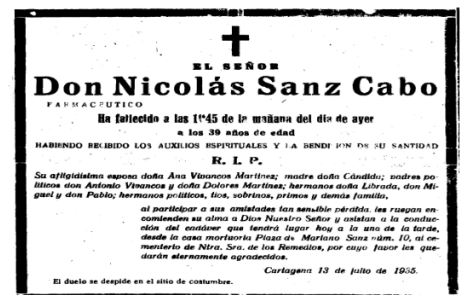 EL SEÑOR
Don Nicolás Sanz Cabo
FARMACEUTICO
Ha fallecido a las 11'45 de la mañana del dia de ayer
a los 39 años de edad
HABIENDO RECIBIDO LOS AUXILIOS ESPIRITUALES Y LA BENDICION DE SU SANTIDAD
R. I. P.
Su afligidísima esposa doña Ana Vivancos Martinez; madre doña Cándida; padres po-
líticos don Antonio Vivancos y doña Dolores Martinez; hermanos doña Librada, don Mi-
guel y don Pablo; hermanos políticos, tios, sobrinos, primos y demás familia,
al participar a sus amistades tan sensible pérdida, les ruegan en-
comienden su alma a Dios Nuestro Señor y asistan a la conduc-
ción del cadáver que tendrá lugar hoy a la una de la tarde,
desde la casa mortuoria Plaza de Mariano Sanz núm. 10, al ce-
menterio de Ntra. Sra. de los Remedios, por cuyo favor les que-
darán eternamente agradecidos.
Cartagena 13 de julio de 1935.
El duelo se despide en el sitio de costumbre.